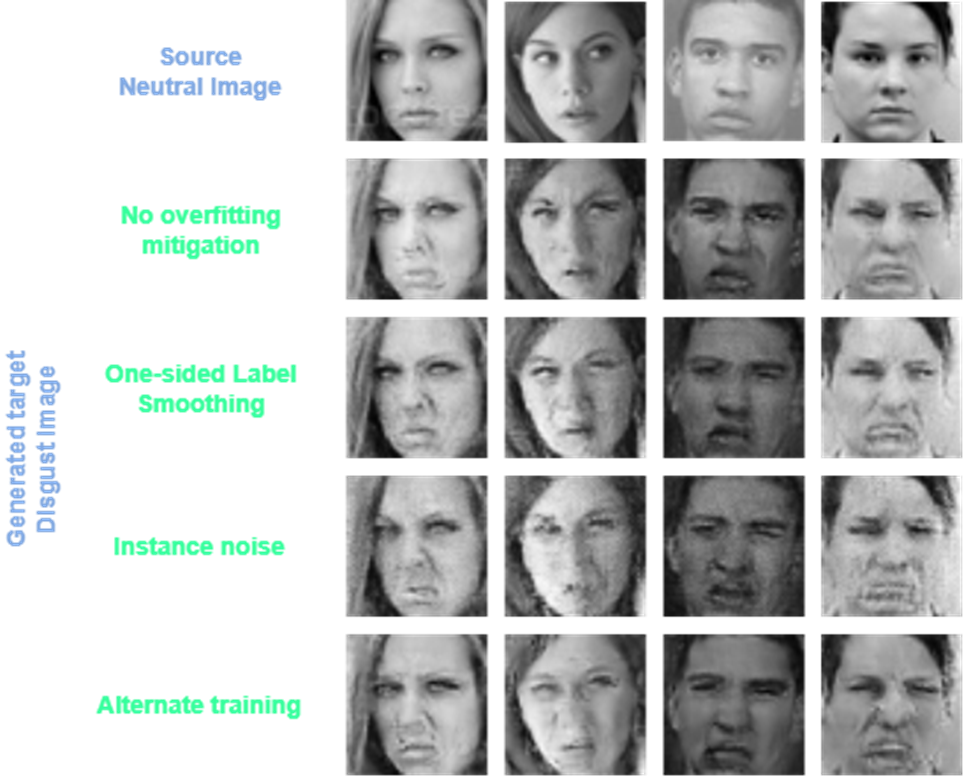 Source
Neutral Image
No overfitting
mitigation
Generated target
Disgust Image
One-sided Label
Smoothing
Instance noise
Alternate training